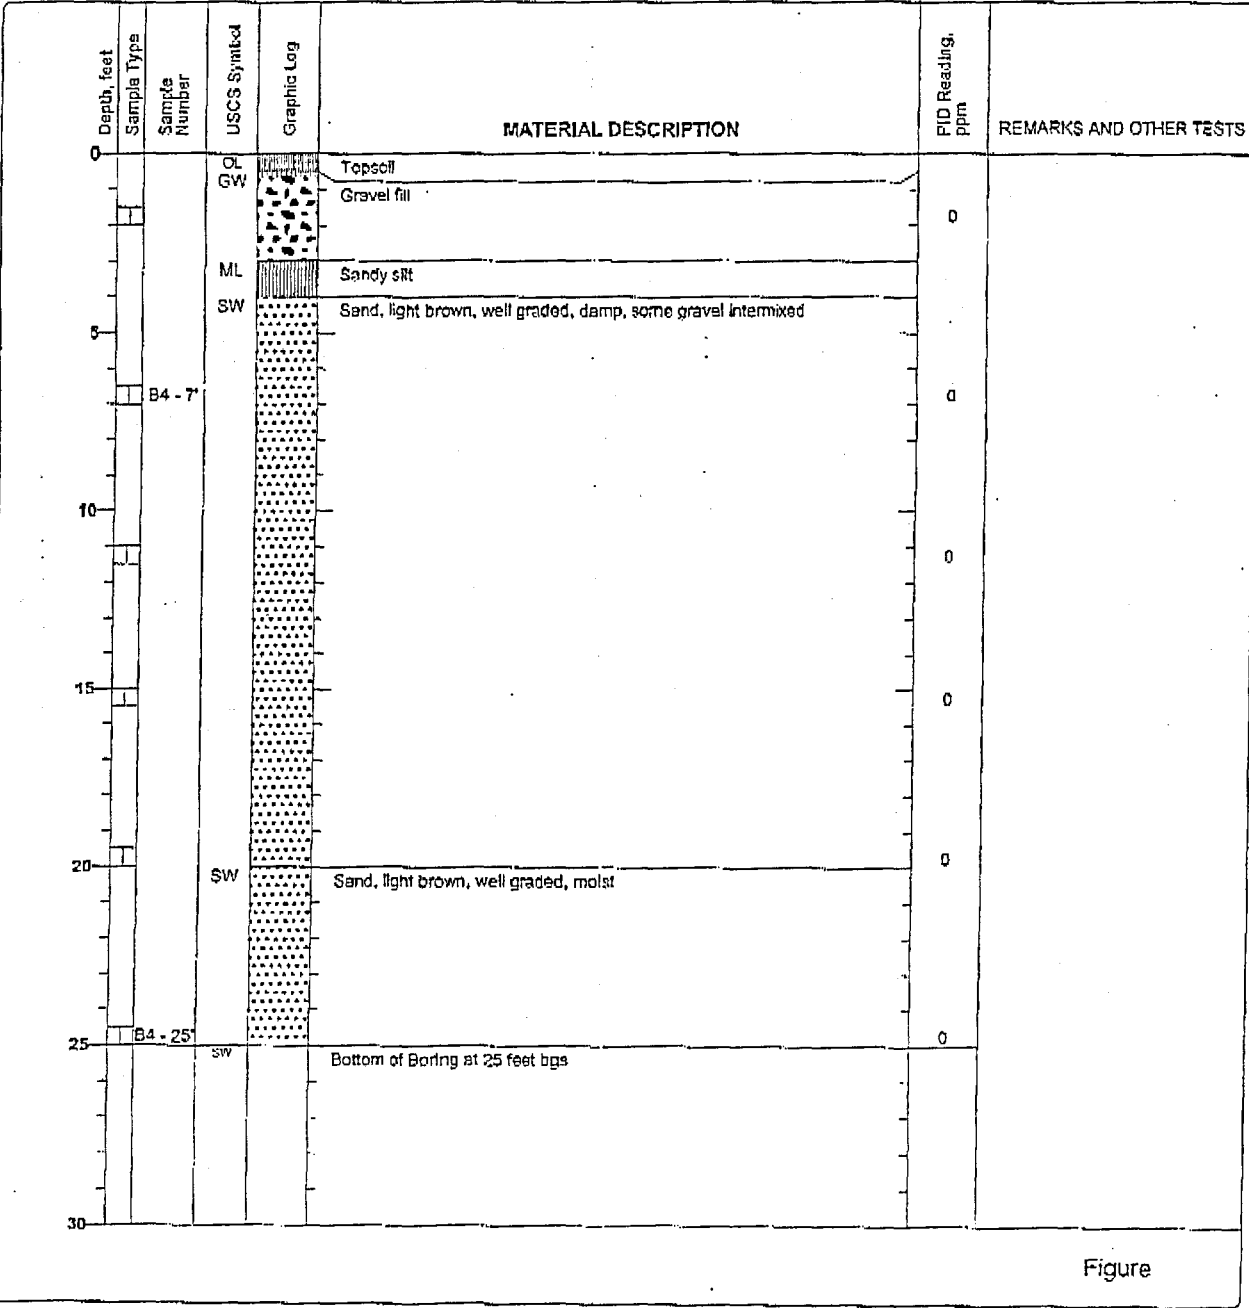 Depth, feet
Sample Type
Sample Number
USCS Symbol
Graphic Log
MATERIAL DESCRIPTION
PID Reading, ppm
REMARKS AND OTHER TESTS
0
OL
Topsoil
GW
Gravel fill
0
ML
Sandy silt
SW
Sand, light brown, well graded, damp, some gravel intermixed
5
B4 - 7'
0
10
0
15
0
20
0
SW
Sand, light brown, well graded, moist
B4 - 25'
0
25
SW
Bottom of Boring at 25 feet bgs
30
Figure